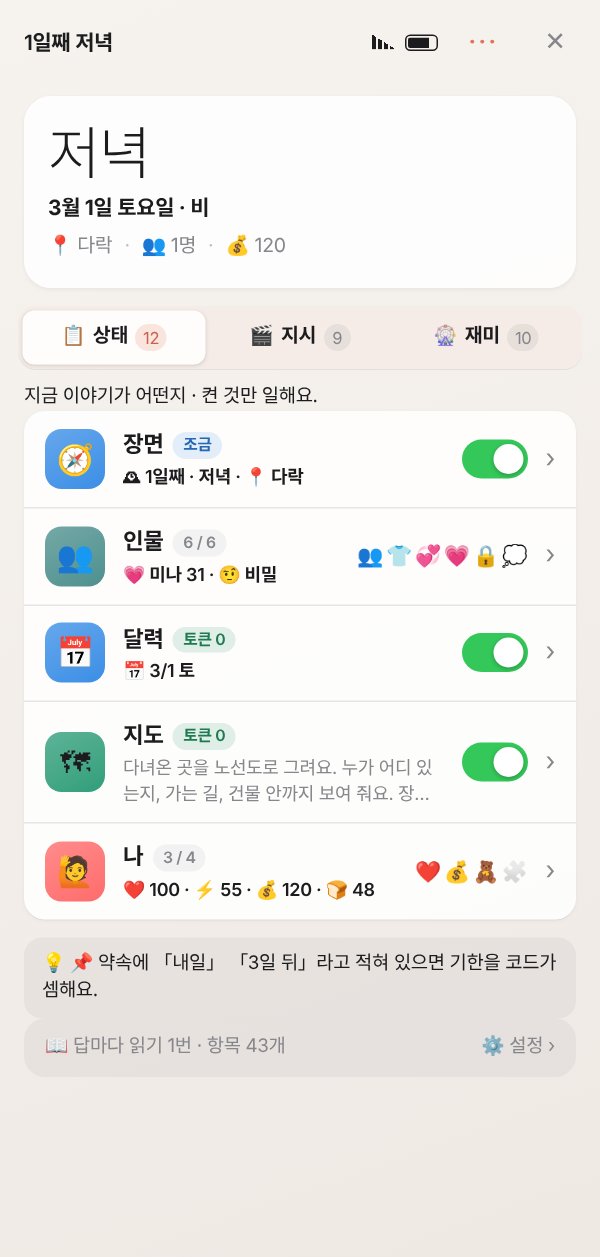 1일째 저녁
저녁
3월 1일 토요일 · 비
📍 다락 · 👥 1명 · 💰 120
📋 상태 12 🎬 지시 9 🎡 재미 10
지금 이야기가 어떤지 · 켠 것만 일해요.
장면 조금
🕰 1일째 · 저녁 · 📍 다락
인물 6 / 6
💗 미나 31 · 🤨 비밀
달력 토큰 0
📅 3/1 토
지도 토큰 0
다녀온 곳을 노선도로 그려요. 누가 어디 있
는지, 가는 길, 건물 안까지 보여 줘요. 장…
나 3 / 4
❤️ 100 · ⚡ 55 · 💰 120 · 🍞 48
💡 📌 약속에 「내일」 「3일 뒤」라고 적혀 있으면 기한을 코드가
셈해요.
📖 답마다 읽기 1번 · 항목 43개 ⚙️ 설정 ›